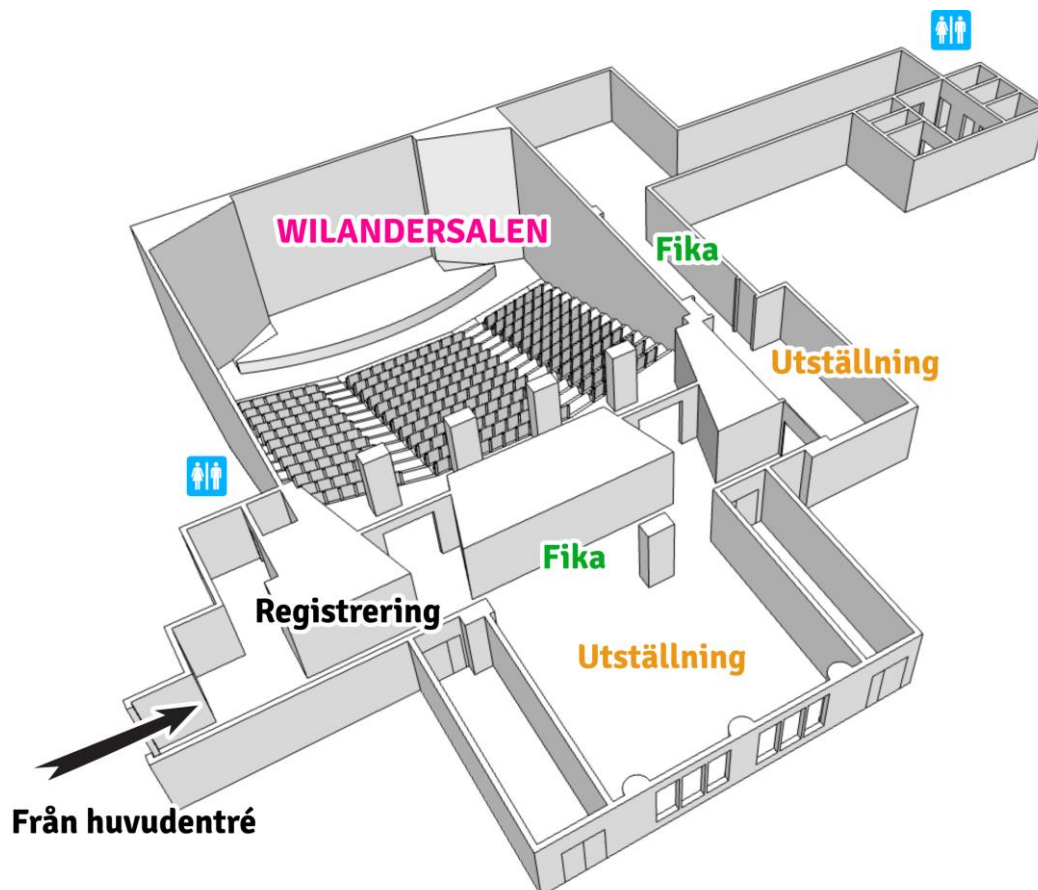 WILANDERSALEN
Fika
Utställning
Fika
Registrering
Utställning
Från huvudentré